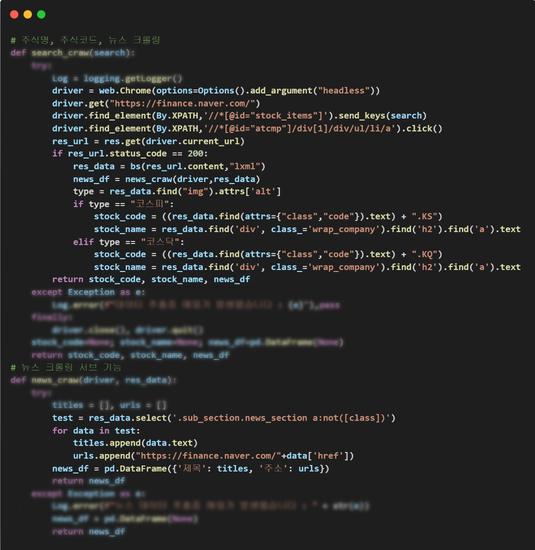 # 주식명, 주식코드, 뉴스 크롤링
def search_craw(search):
try:
Log = logging.getLogger()
driver = web.Chrome(options=Options().add_argument("headless"))
driver.get("https://finance.naver.com/")
driver.find_element(By.XPATH,'//*[@id="stock_items"]').send_keys(search)
driver.find_element(By.XPATH,'//*[@id="atcmp"]/div[1]/div/ul/li/a').click()
res_url = res.get(driver.current_url)
if res_url.status_code == 200:
res_data = bs(res_url.content,"lxml")
news_df = news_craw(driver,res_data)
type = res_data.find("img").attrs['alt']
if type == "코스피":
stock_code = ((res_data.find(attrs={"class","code"}).text) + ".KS")
stock_name = res_data.find('div', class_='wrap_company').find('h2').find('a').text
elif type == "코스닥":
stock_code = ((res_data.find(attrs={"class","code"}).text) + ".KQ")
stock_name = res_data.find('div', class_='wrap_company').find('h2').find('a').text
return stock_code, stock_name, news_df
except Exception as e:
Log.error(f" : {e}"),pass
finally:
driver.close(), driver.quit()
stock_code=None; stock_name=None; news_df=pd.DataFrame(None)
return stock_code, stock_name, news_df
# 뉴스 크롤링 서브 기능
def news_craw(driver, res_data):
try:
titles = [], urls = []
test = res_data.select('.sub_section.news_section a:not([class])')
for data in test:
titles.append(data.text)
urls.append("https://finance.naver.com/"+data['href'])
news_df = pd.DataFrame({'제목': titles, '주소': urls})
return news_df
except Exception as e:
Log.error(f" : " + str(e))
news_df = pd.DataFrame(None)
return news_df